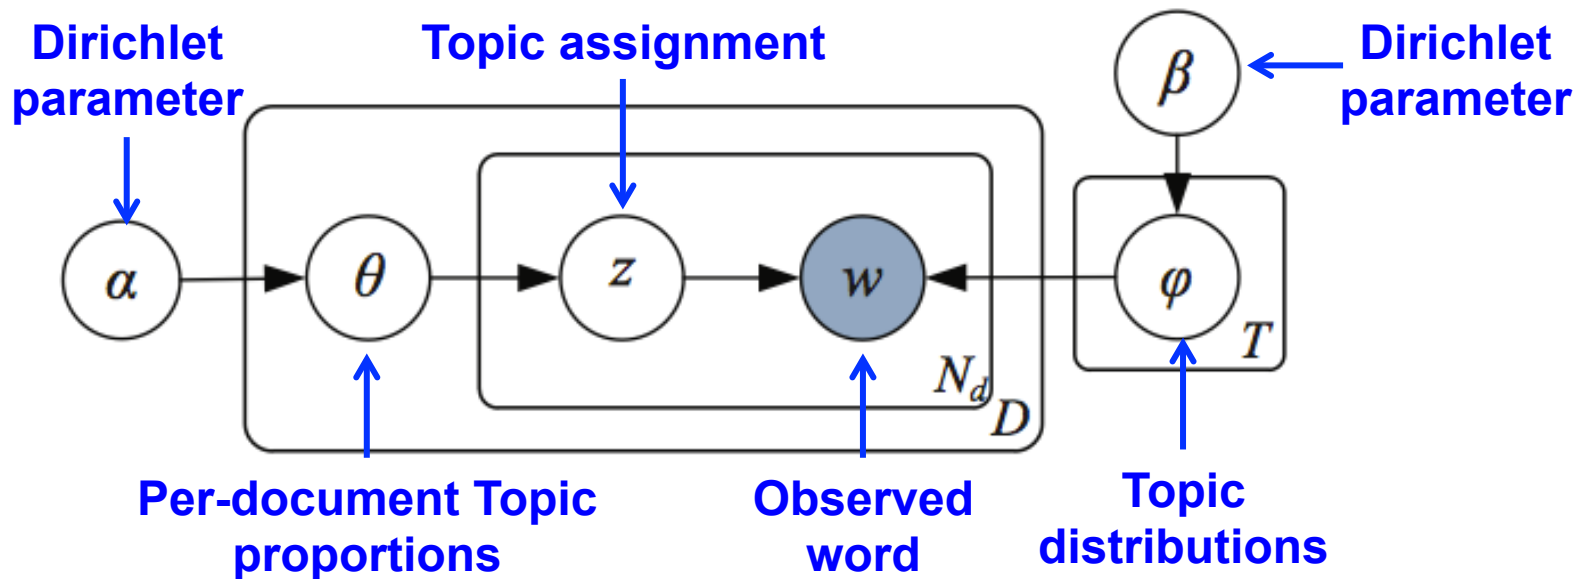 Dirichlet
parameter
Topic assignment
β
Dirichlet
parameter
α
θ
z
w
φ
T
N_d
D
Per-document Topic
proportions
Observed
word
Topic
distributions